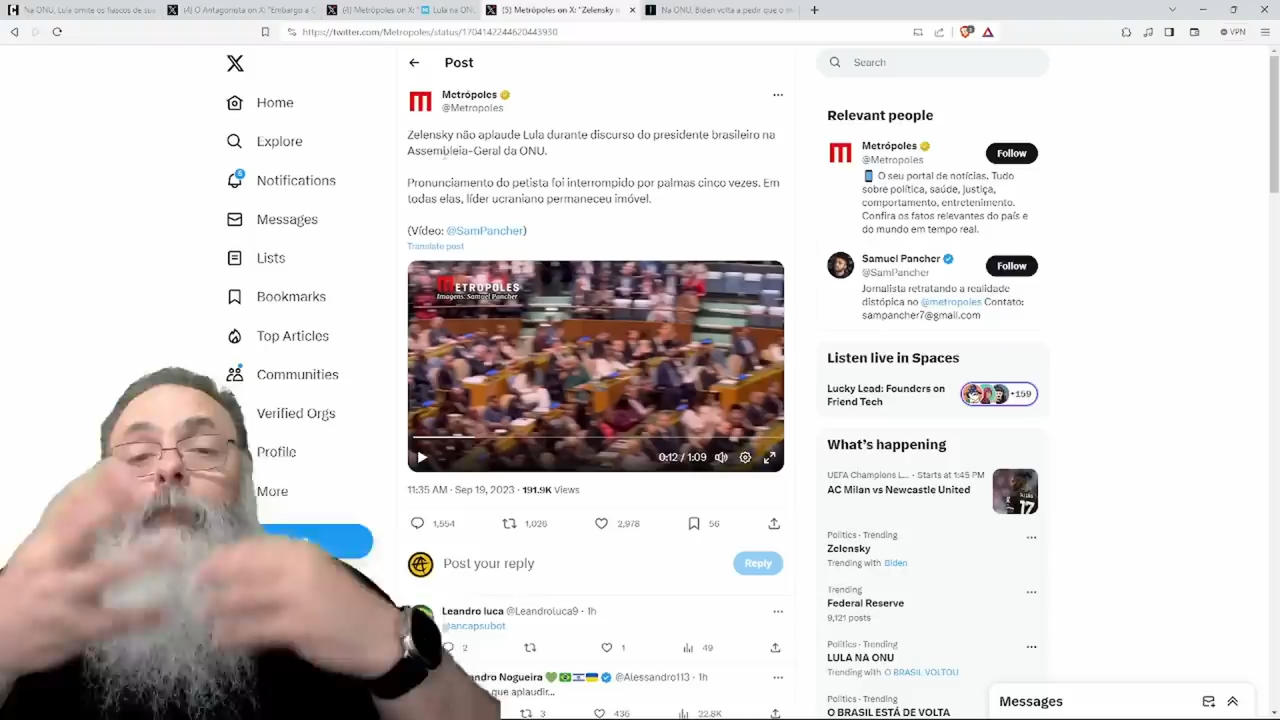 Na ONU, Lula omite os fiascos de sua
(4) O Antagonista on X: "Embargo a C
(4) Metrópoles on X: "Lula na ONU
(5) Metrópoles on X: "Zelensky n
Na ONU, Biden volta a pedir que o m
https://twitter.com/Metropoles/status/1704142244620443930
VPN
Home
Explore
6
Notifications
Messages
Lists
Bookmarks
Top Articles
Communities
Verified Orgs
Profile
More
Post
Metrópoles
@Metropoles
Zelensky não aplaude Lula durante discurso do presidente brasileiro na
Assembleia-Geral da ONU.
Pronunciamento do petista foi interrompido por palmas cinco vezes. Em
todas elas, líder ucraniano permaneceu imóvel.
(Vídeo: @SamPancher)
Translate post
METROPOLES
Imagens: Samuel Pancher
0:12 / 1:09
11:35 AM · Sep 19, 2023 · 191.9K Views
1,554
1,026
2,978
56
Post your reply
Reply
Leandro luca @Leandroluca9 · 1h
@ancapsubot
2
1
49
andro Nogueira @Alessandro113 · 1h
que aplaudir...
3
436
22.8K
Search
Relevant people
Metrópoles
@Metropoles
Follow
O seu portal de notícias. Tudo
sobre política, saúde, justiça,
comportamento, entretenimento.
Confira os fatos relevantes do país e
do mundo em tempo real.
Samuel Pancher
@SamPancher
Follow
Jornalista retratando a realidade
distópica no @metropoles Contato:
sampancher7@gmail.com
Listen live in Spaces
Lucky Lead: Founders on
Friend Tech
+159
What's happening
UEFA Champions L... · Starts at 1:45 PM
AC Milan vs Newcastle United
Politics · Trending
Zelensky
Trending with Biden
Trending
Federal Reserve
9,121 posts
Politics · Trending
LULA NA ONU
Trending with O BRASIL VOLTOU
Politics · Trending
O BRASIL ESTÁ DE VOLTA
Messages